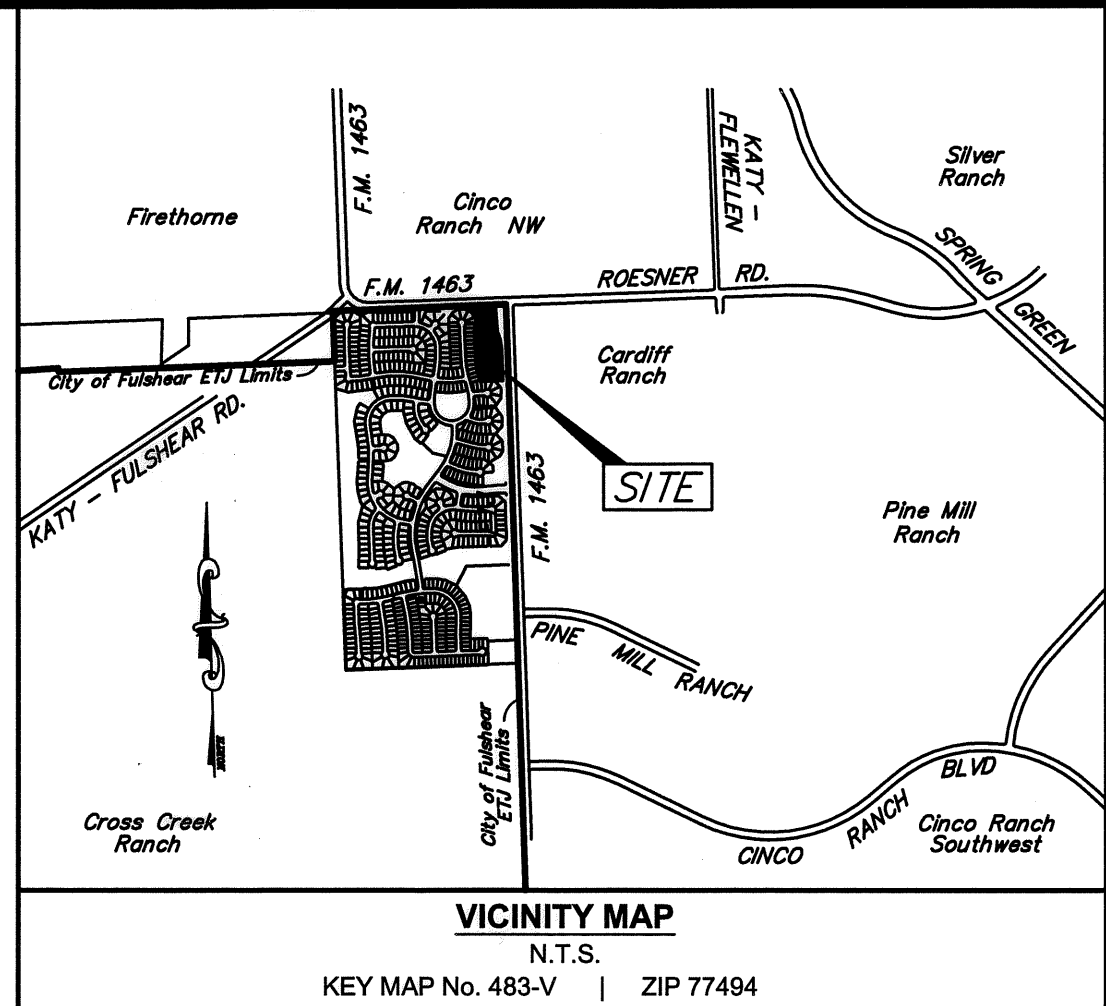 F.M. 1463
KATY -
FLEWELLEN
Silver
Ranch
Firethorne
Cinco
Ranch NW
SPRING
GREEN
F.M. 1463
ROESNER RD.
City of Fulshear ETJ Limits
Cardiff
Ranch
KATY - FULSHEAR RD.
SITE
F.M. 1463
Pine Mill
Ranch
NORTH
PINE MILL RANCH
City of Fulshear
ETJ Limits
Cross Creek
Ranch
CINCO RANCH BLVD
Cinco Ranch
Southwest
VICINITY MAP
N.T.S.
KEY MAP No. 483-V | ZIP 77494